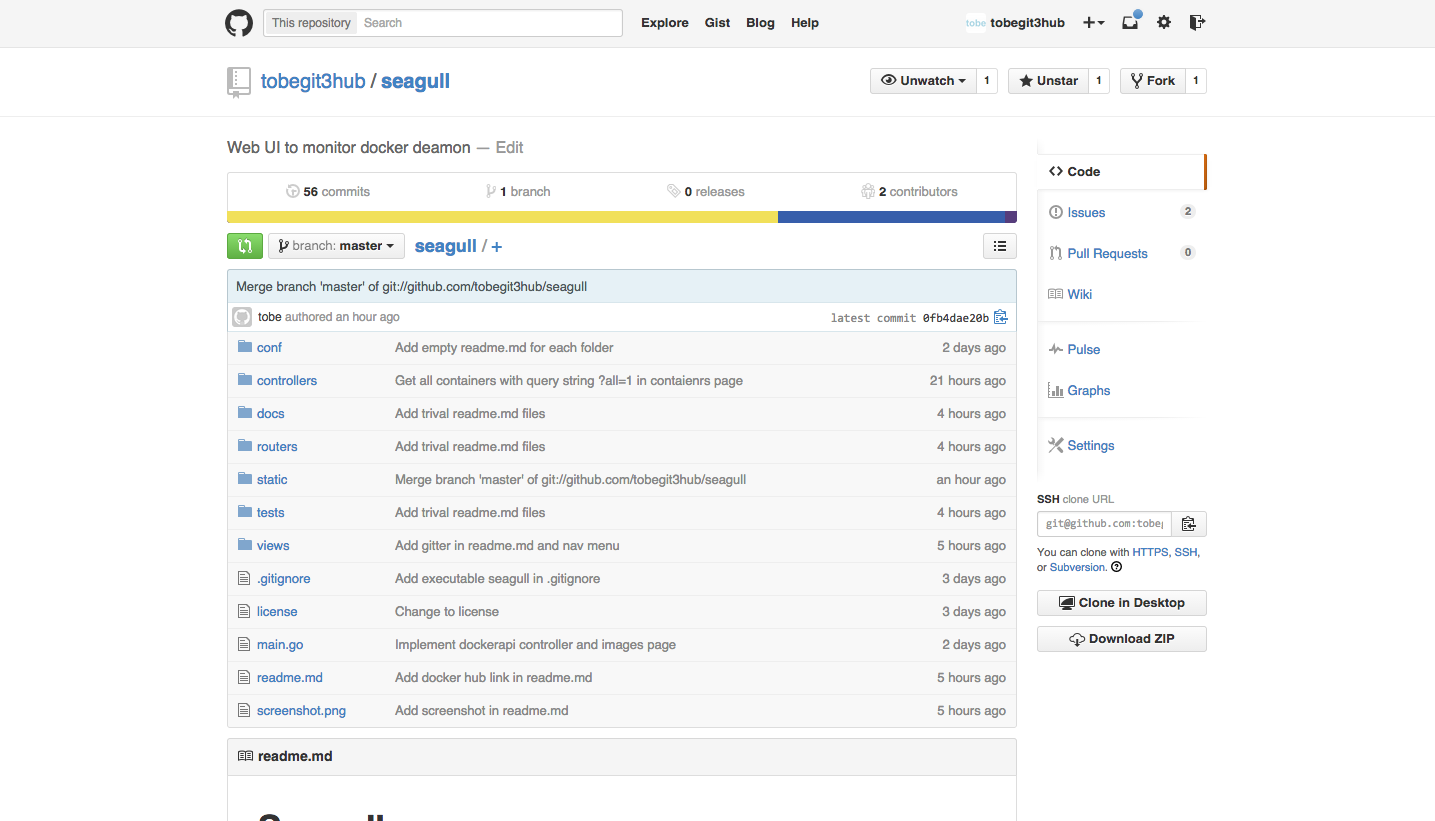 This repository Search Explore Gist Blog Help tobe tobegit3hub
tobegit3hub / seagull Unwatch 1 Unstar 1 Fork 1
Web UI to monitor docker deamon — Edit
56 commits 1 branch 0 releases 2 contributors
branch: master seagull / +
Merge branch 'master' of git://github.com/tobegit3hub/seagull
tobe authored an hour ago latest commit 0fb4dae20b
conf Add empty readme.md for each folder 2 days ago
controllers Get all containers with query string ?all=1 in contaienrs page 21 hours ago
docs Add trival readme.md files 4 hours ago
routers Add trival readme.md files 4 hours ago
static Merge branch 'master' of git://github.com/tobegit3hub/seagull an hour ago
tests Add trival readme.md files 4 hours ago
views Add gitter in readme.md and nav menu 5 hours ago
.gitignore Add executable seagull in .gitignore 3 days ago
license Change to license 3 days ago
main.go Implement dockerapi controller and images page 2 days ago
readme.md Add docker hub link in readme.md 5 hours ago
screenshot.png Add screenshot in readme.md 5 hours ago
readme.md
Code
Issues 2
Pull Requests 0
Wiki
Pulse
Graphs
Settings
SSH clone URL
git@github.com:tobeg
You can clone with HTTPS, SSH,
or Subversion.
Clone in Desktop
Download ZIP